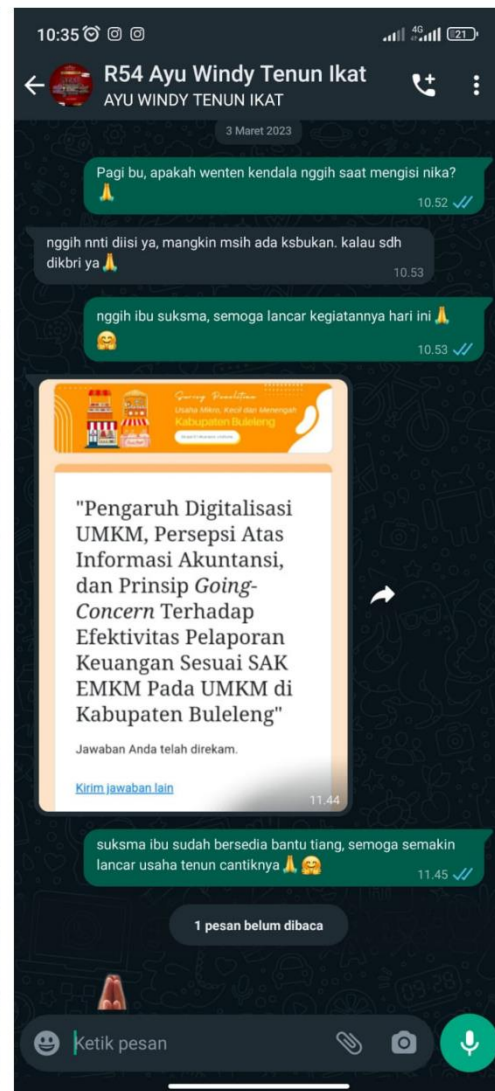 10:35
4G
21
R54 Ayu Windy Tenun Ikat
AYU WINDY TENUN IKAT
3 Maret 2023
Pagi bu, apakah wenten kendala nggih saat mengisi nika?
🙏
10.52
nggih nnti diisi ya, mangkin msih ada ksbukan. kalau sdh
dikbri ya🙏
10.53
nggih ibu suksma, semoga lancar kegiatannya hari ini🙏
🤗
10.53
Usaha Mikro, Kecil dan Menengah
Kabupaten Buleleng
"Pengaruh Digitalisasi
UMKM, Persepsi Atas
Informasi Akuntansi,
dan Prinsip Going-
Concern Terhadap
Efektivitas Pelaporan
Keuangan Sesuai SAK
EMKM Pada UMKM di
Kabupaten Buleleng"
Jawaban Anda telah direkam.
Kirim jawaban lain
11.44
suksma ibu sudah bersedia bantu tiang, semoga semakin
lancar usaha tenun cantiknya🙏🤗
11.45
1 pesan belum dibaca
🙏
Ketik pesan